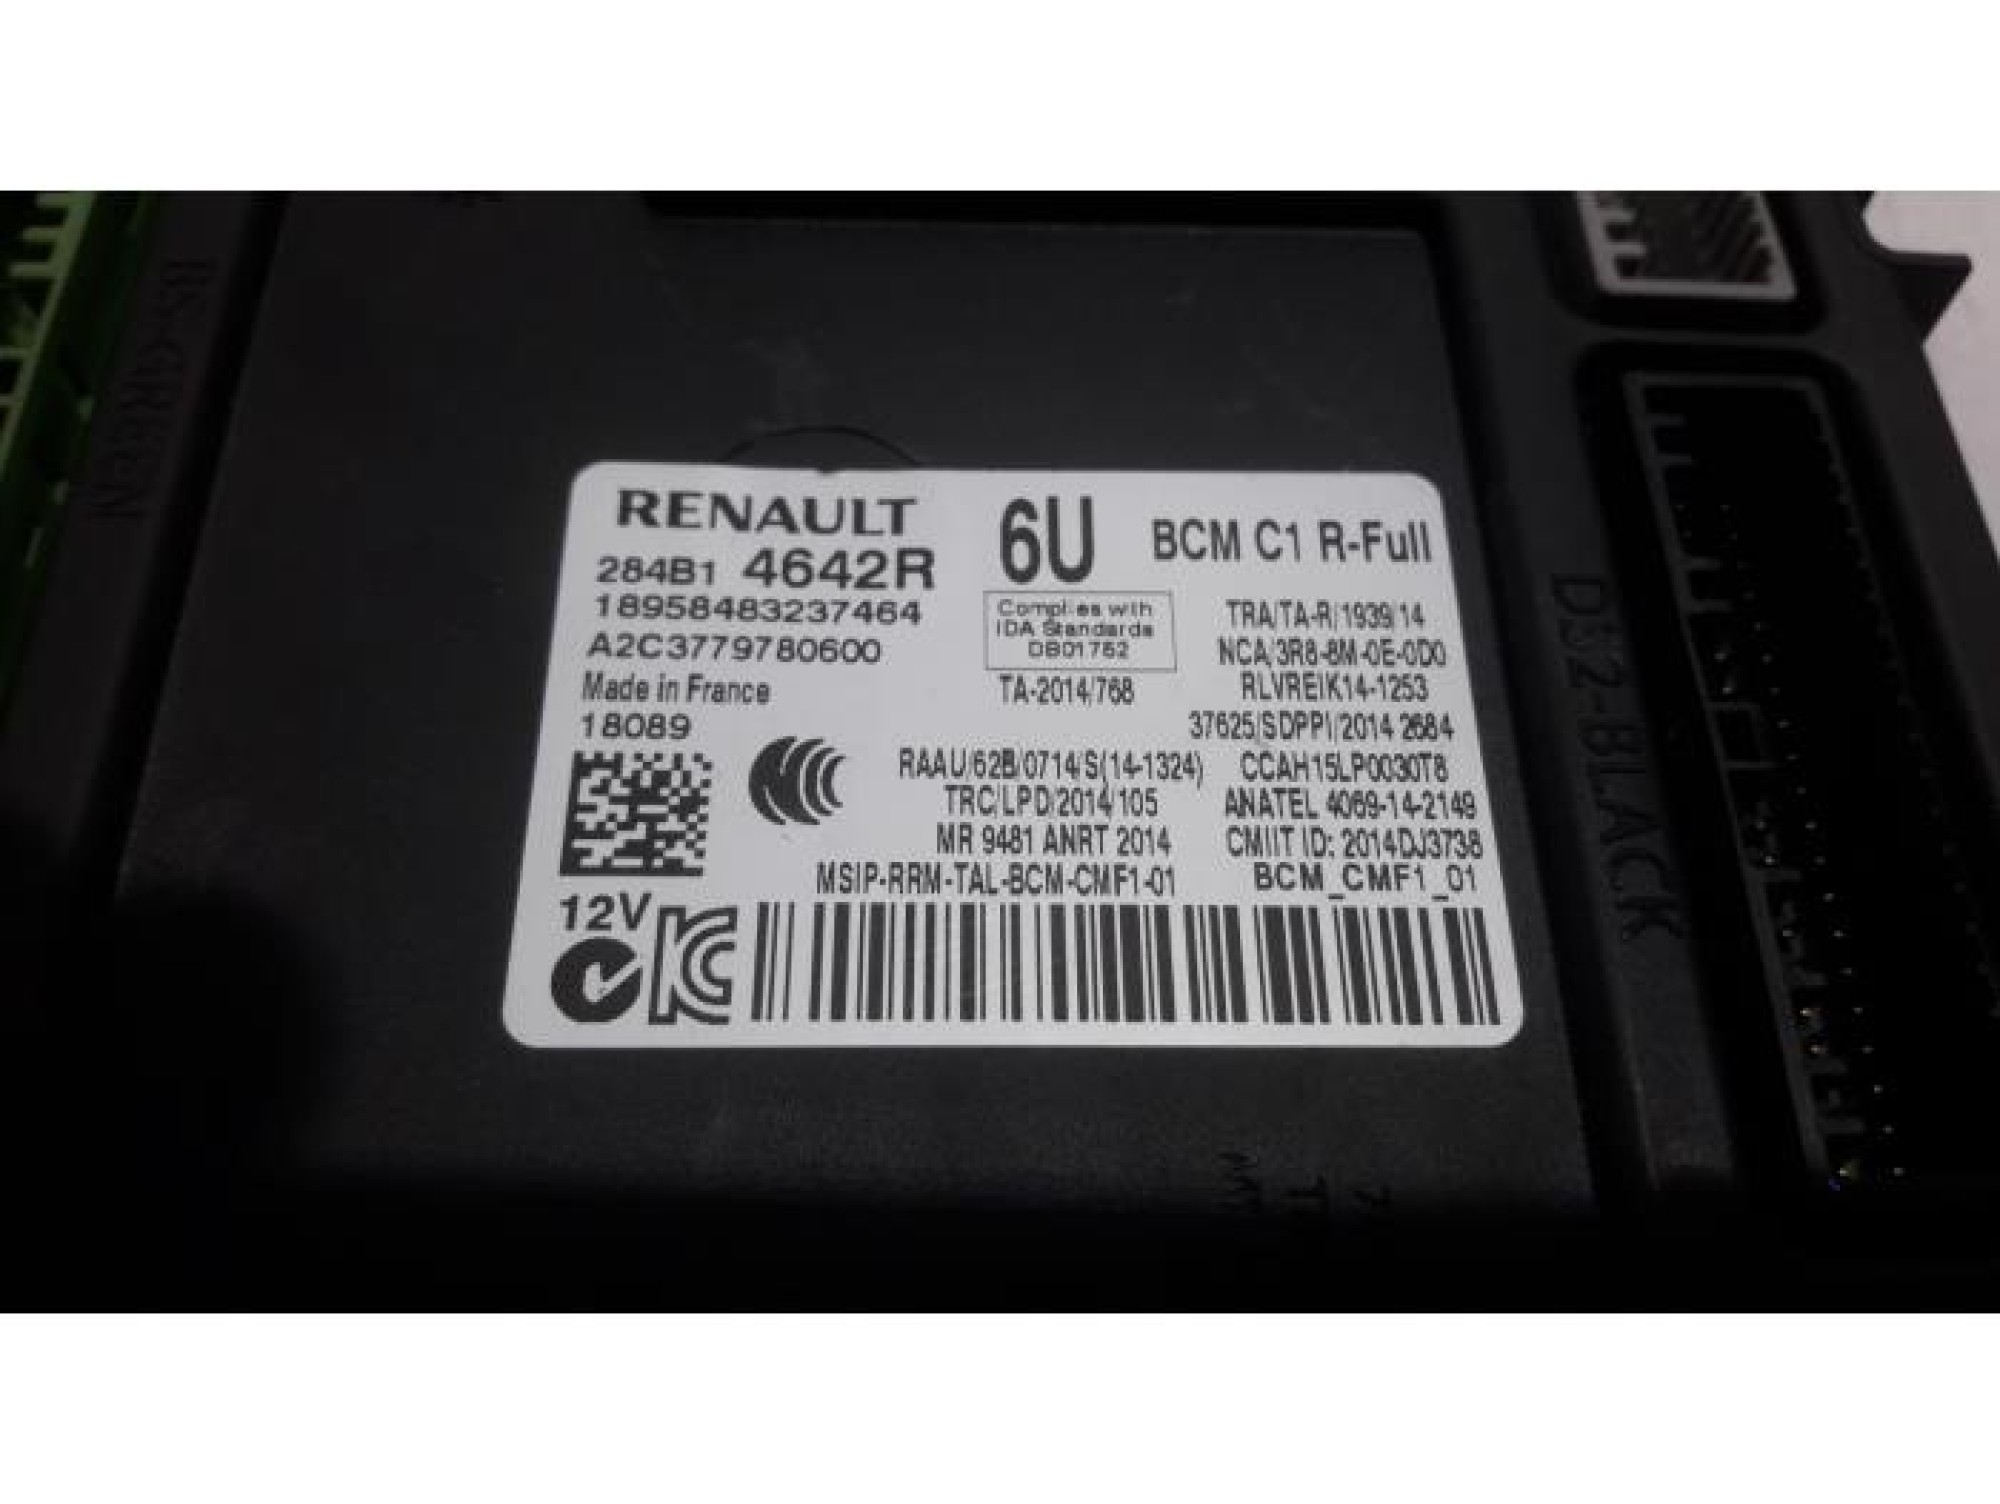 RENAULT
284B1 4642R
18958483237464
A2C3779780600
Made in France
18089
6U
BCM C1 R-Full
Complies with
IDA Standards
DB01752
TA-2014/768
TRA/TA-R/1939/14
NCA/3R8-8M-0E-0D0
RLVREIK14-1253
37625/SDPPI/2014 2684
RAAU/62B/0714/S(14-1324)
CCAH15LP0030T8
TRC/LPD/2014/105
ANATEL 4069-14-2149
MR 9481 ANRT 2014
CMIIT ID: 2014DJ3738
MSIP-RRM-TAL-BCM-CMF1-01
BCM_CMF1_01
12V
BS-GREEN
D32-BLACK